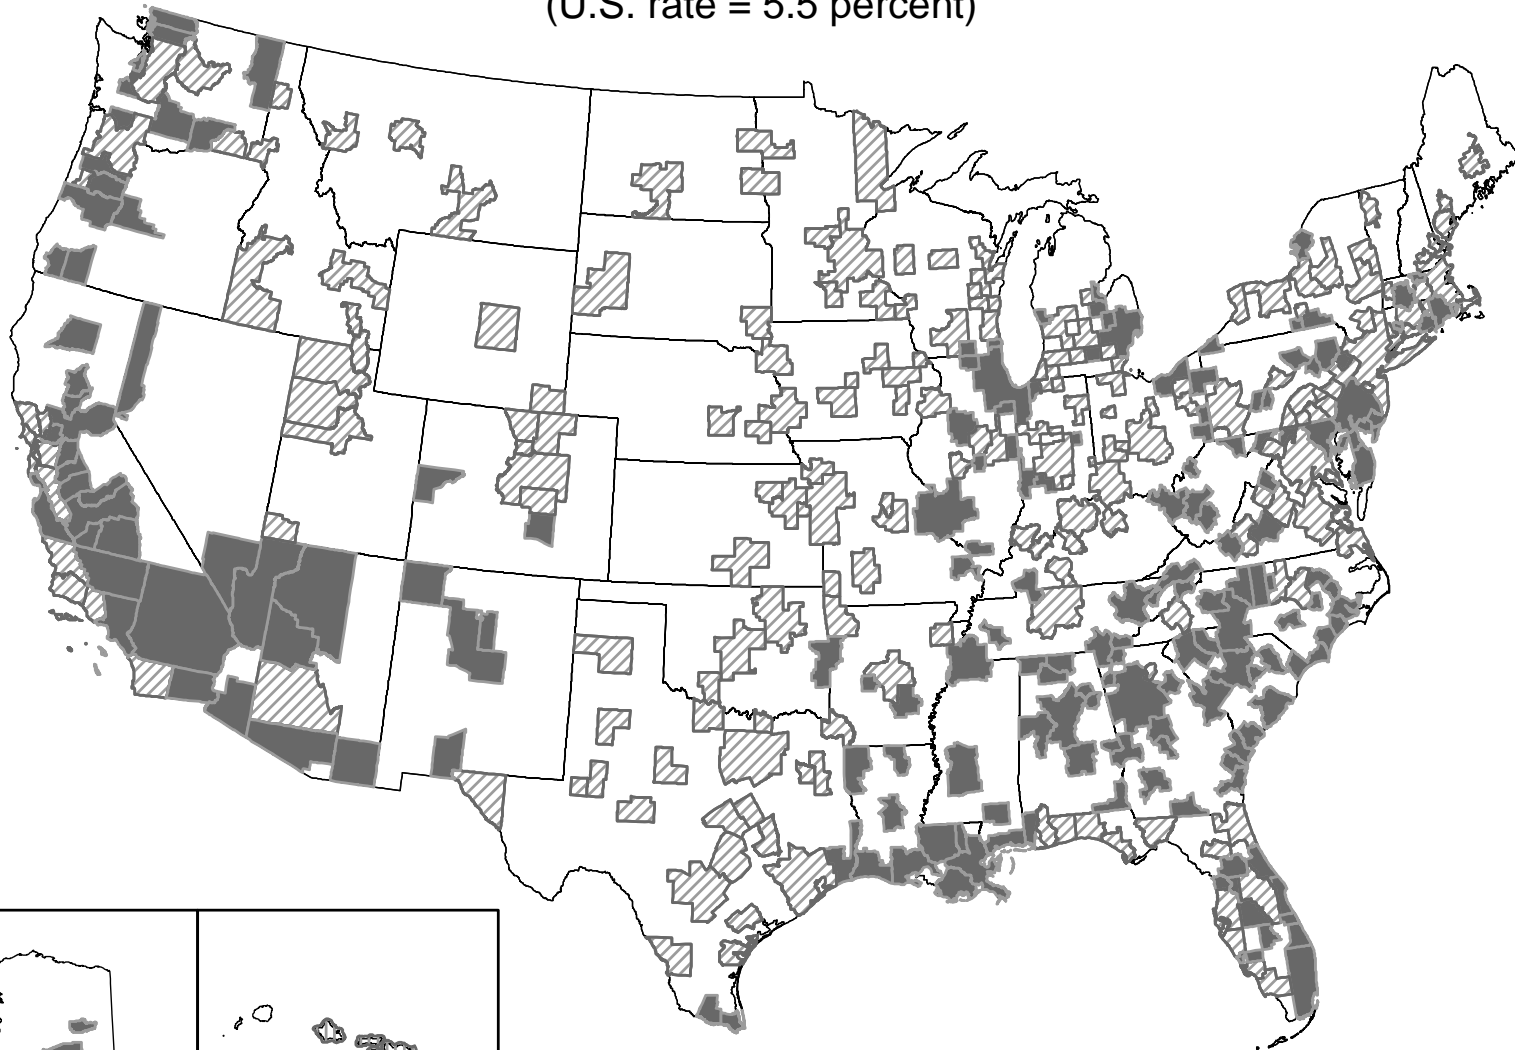 (U.S. rate = 5.5 percent)